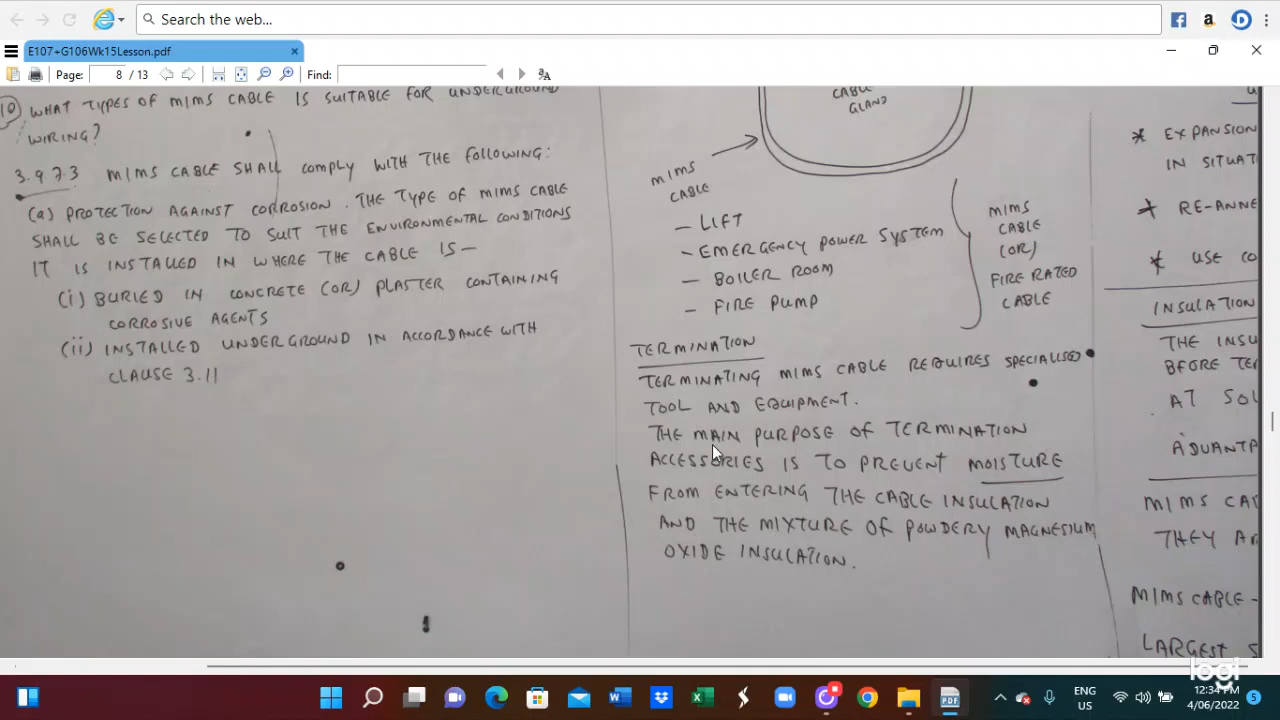 Search the web...
E107+G106Wk15Lesson.pdf
Page: 8 / 13
Find:
10 WHAT TYPES OF MIMS CABLE IS SUITABLE FOR UNDERGROUND
WIRING?
3.9.7.3 MIMS CABLE SHALL COMPLY WITH THE FOLLOWING:
(a) PROTECTION AGAINST CORROSION. THE TYPE OF MIMS CABLE
SHALL BE SELECTED TO SUIT THE ENVIRONMENTAL CONDITIONS
IT IS INSTALLED IN WHERE THE CABLE IS —
(i) BURIED IN CONCRETE (OR) PLASTER CONTAINING
CORROSIVE AGENTS
(ii) INSTALLED UNDERGROUND IN ACCORDANCE WITH
CLAUSE 3.11
CABLE
GLAND
MIMS
CABLE
— LIFT
— EMERGENCY POWER SYSTEM
— BOILER ROOM
— FIRE PUMP
MIMS
CABLE
(OR)
FIRE RATED
CABLE
TERMINATION
TERMINATING MIMS CABLE REQUIRES SPECIALISED
TOOL AND EQUIPMENT.
THE MAIN PURPOSE OF TERMINATION
ACCESSORIES IS TO PREVENT MOISTURE
FROM ENTERING THE CABLE INSULATION
AND THE MIXTURE OF POWDERY MAGNESIUM
OXIDE INSULATION.
* EXPANSION
IN SITUAT
* RE-ANNE
* USE CO
INSULATION
THE INSU
BEFORE TE
AT SOL
ADVANTA
MIMS CA
THEY A
MIMS CABLE -
LARGEST S
logi
ENG
US
12:34 PM
4/06/2022
5